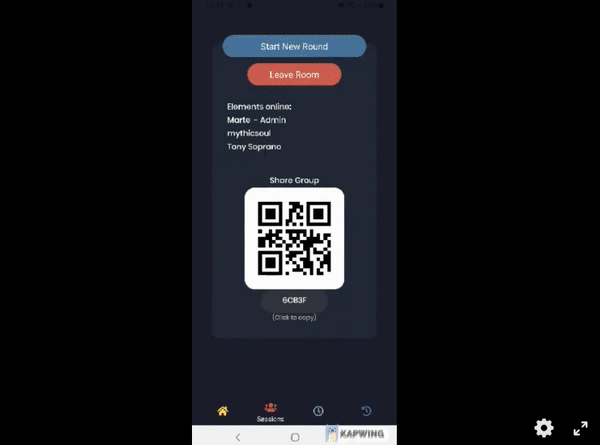 Start New Round
Leave Room
Elements online:
Marte - Admin
mythicsoul
Tony Soprano
Share Group
6CB3F
(Click to copy)
Sessions
KAPWING